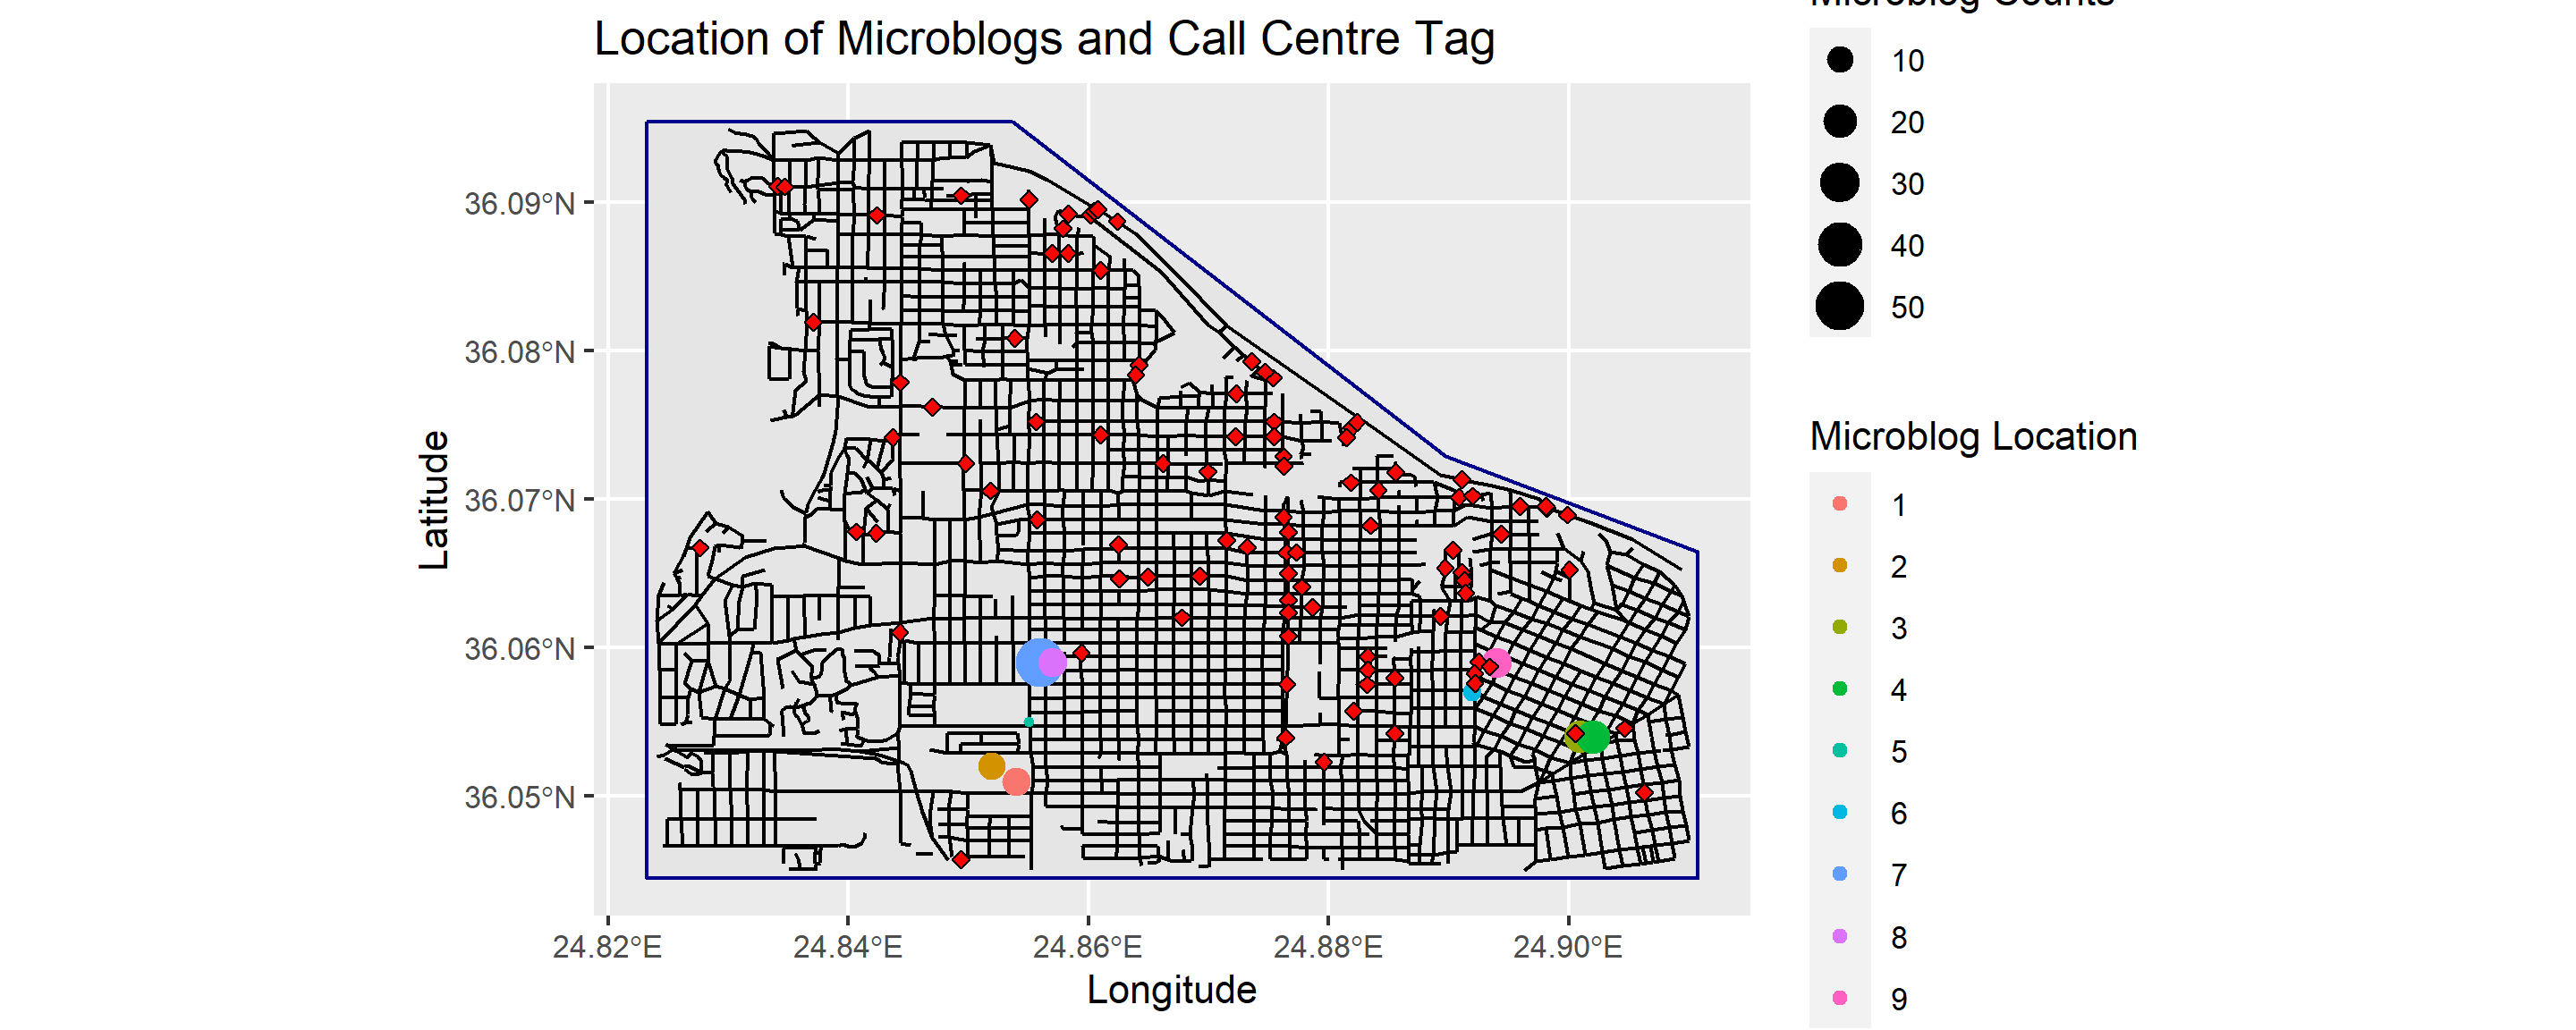 Location of Microblogs and Call Centre Tag
36.09°N
36.08°N
36.07°N
36.06°N
36.05°N
Latitude
24.82°E
24.84°E
24.86°E
24.88°E
24.90°E
Longitude
Microblog Counts
10
20
30
40
50
Microblog Location
1
2
3
4
5
6
7
8
9